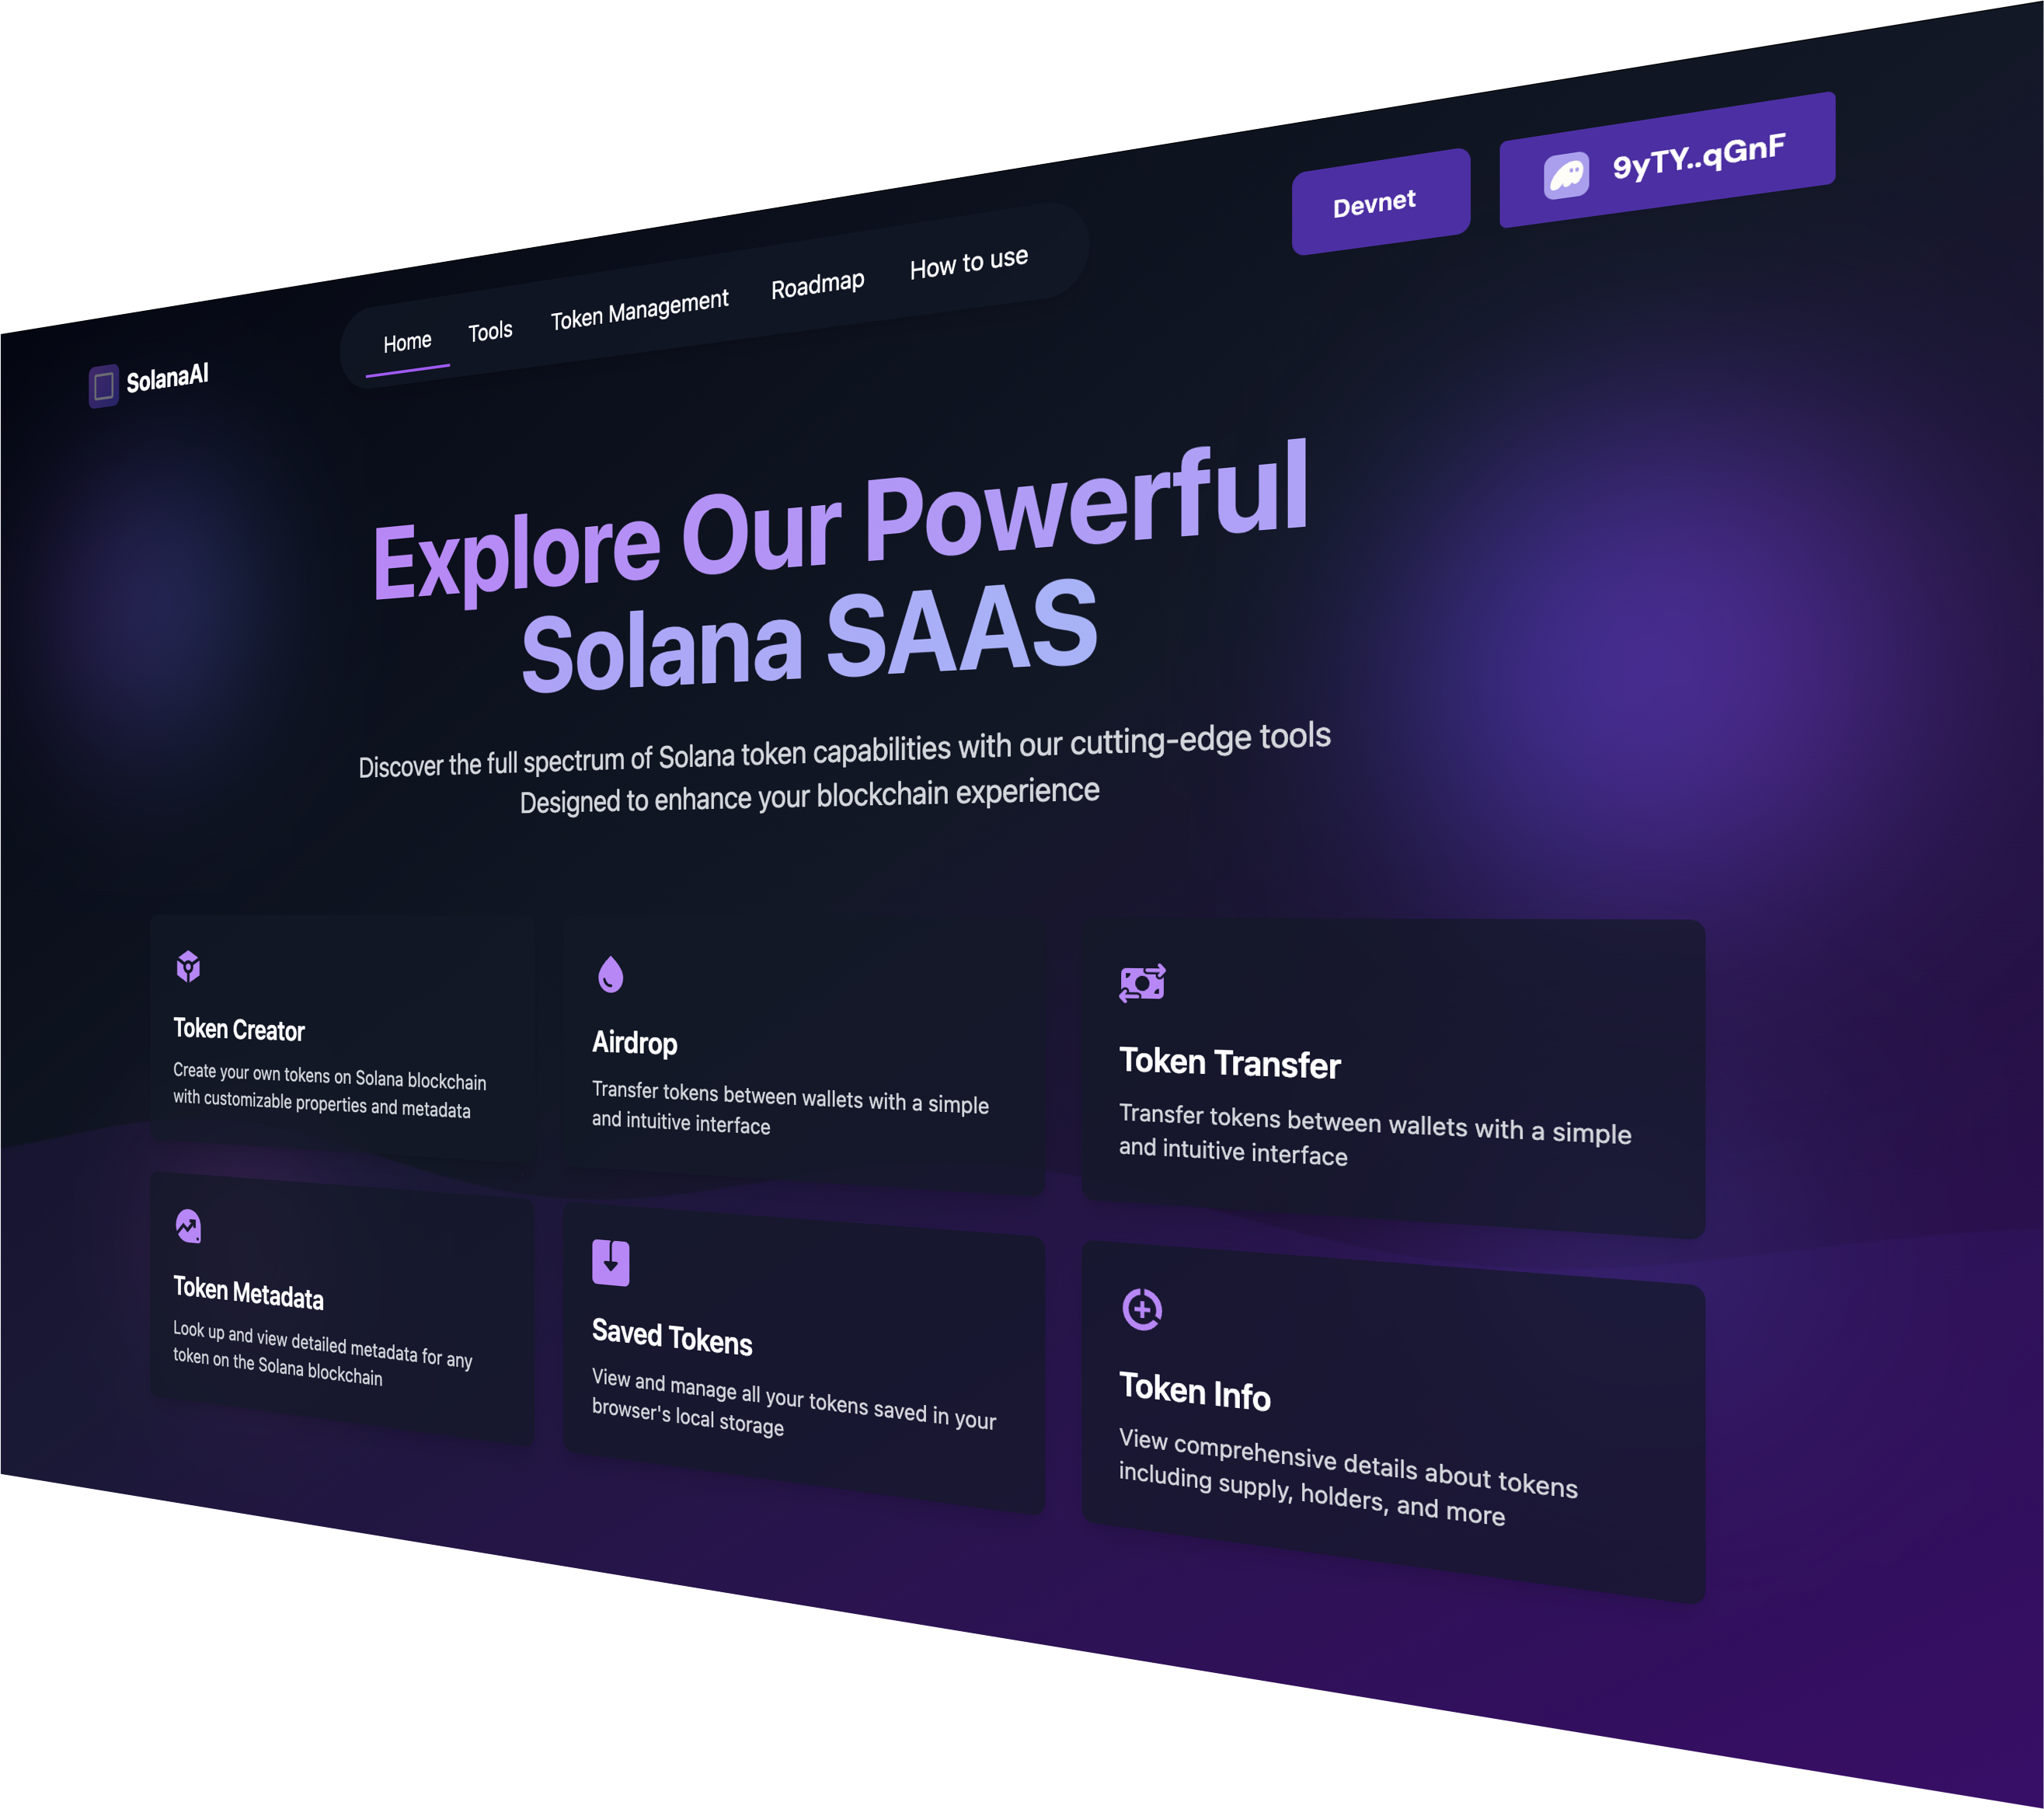 SolanaAI
Home
Tools
Token Management
Roadmap
How to use
Devnet
9yTY..qGnF
Explore Our Powerful
Solana SAAS
Discover the full spectrum of Solana token capabilities with our cutting-edge tools
Designed to enhance your blockchain experience
Token Creator
Create your own tokens on Solana blockchain
with customizable properties and metadata
Airdrop
Transfer tokens between wallets with a simple
and intuitive interface
Token Transfer
Transfer tokens between wallets with a simple
and intuitive interface
Token Metadata
Look up and view detailed metadata for any
token on the Solana blockchain
Saved Tokens
View and manage all your tokens saved in your
browser's local storage
Token Info
View comprehensive details about tokens
including supply, holders, and more